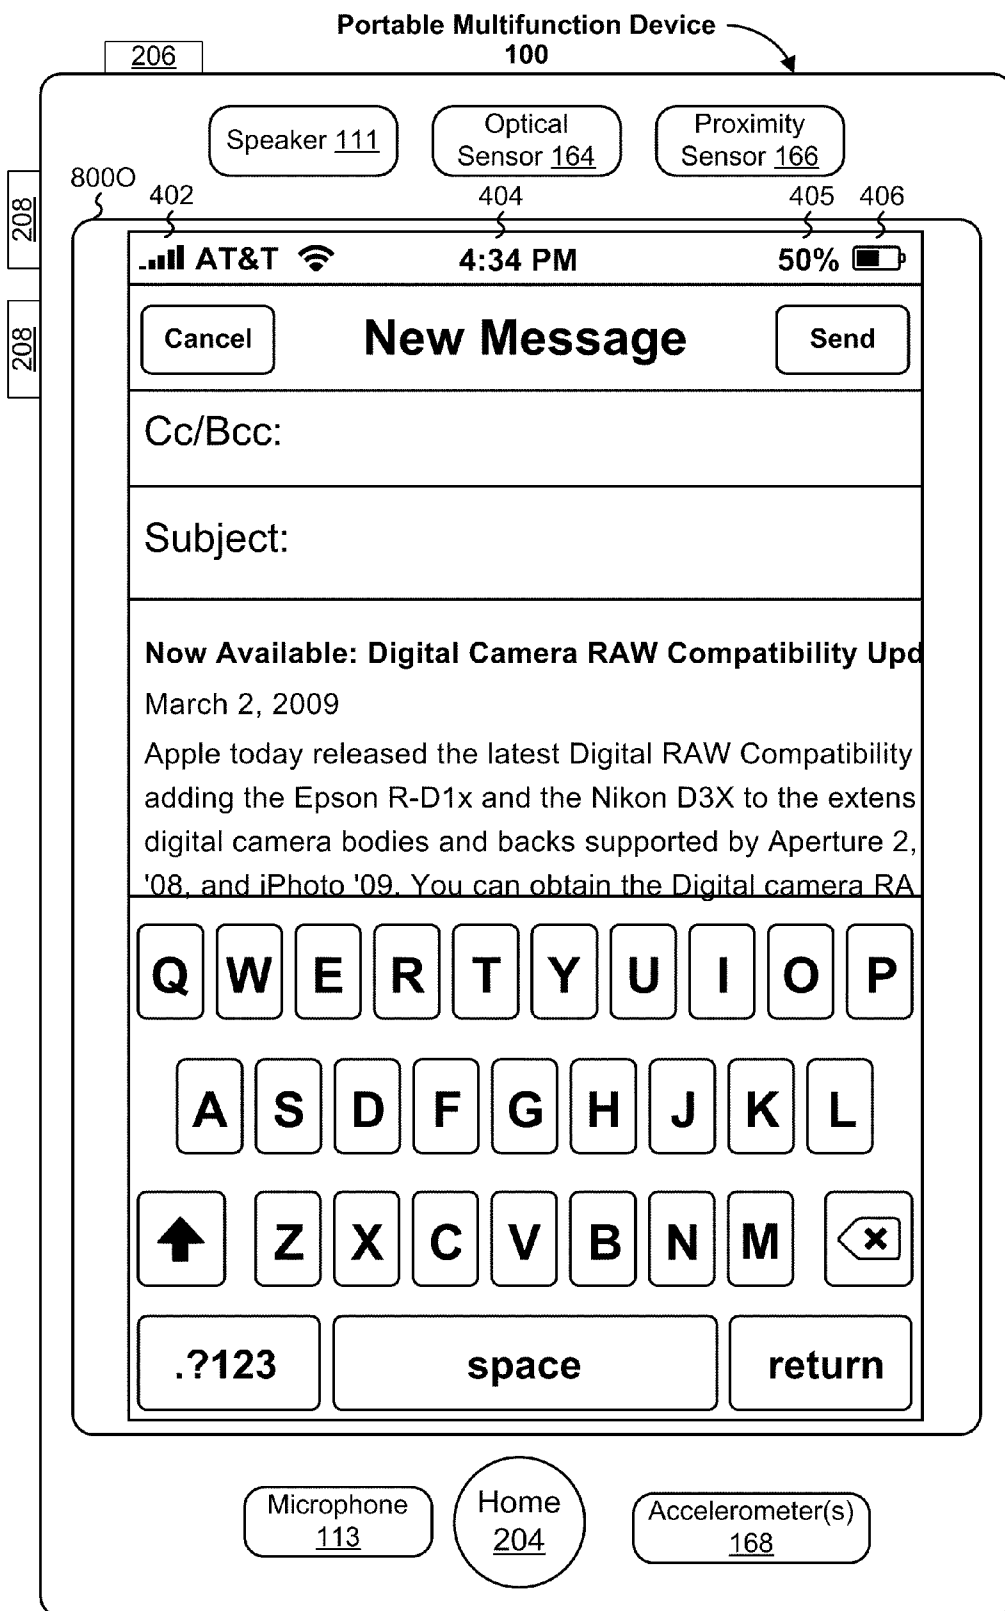 Portable Multifunction Device
100
206
Speaker 111
Optical
Sensor 164
Proximity
Sensor 166
208
208
800O
402
404
405
406
AT&T
4:34 PM
50%
Cancel
New Message
Send
Cc/Bcc:
Subject:
Now Available: Digital Camera RAW Compatibility Upd
March 2, 2009
Apple today released the latest Digital RAW Compatibility
adding the Epson R-D1x and the Nikon D3X to the extens
digital camera bodies and backs supported by Aperture 2,
'08, and iPhoto '09. You can obtain the Digital camera RA
Q W E R T Y U I O P
A S D F G H J K L
Z X C V B N M
.?123 space return
Microphone
113
Home
204
Accelerometer(s)
168